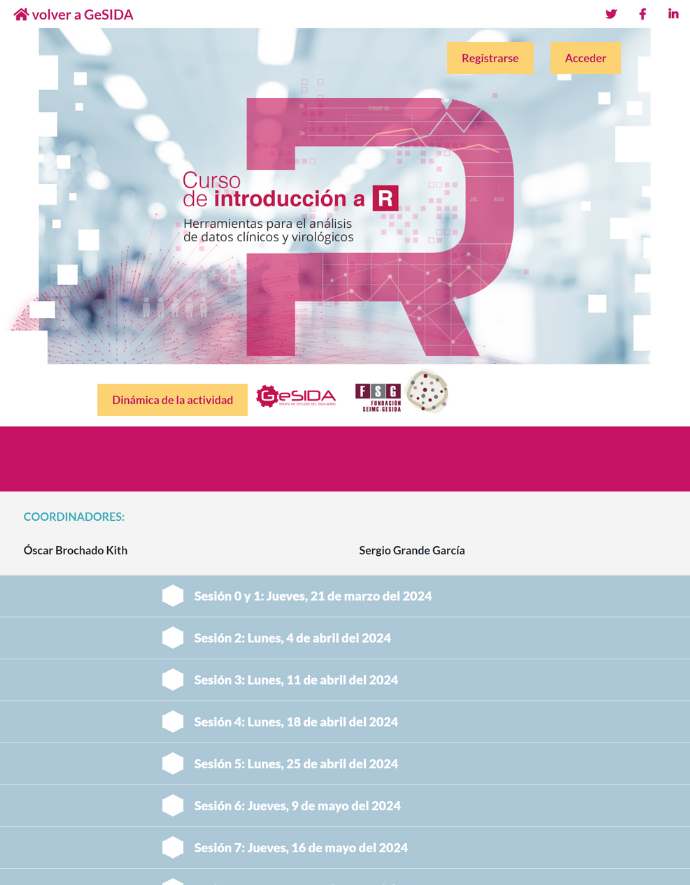 volver a GeSIDA
Registrarse
Acceder
Curso
de introducción a R
Herramientas para el análisis
de datos clínicos y virológicos
JUL
Dinámica de la actividad
GeSIDA
FSG
FUNDACIÓN
SEIMC-GESIDA
COORDINADORES:
Óscar Brochado Kith
Sergio Grande García
Sesión 0 y 1: Jueves, 21 de marzo del 2024
Sesión 2: Lunes, 4 de abril del 2024
Sesión 3: Lunes, 11 de abril del 2024
Sesión 4: Lunes, 18 de abril del 2024
Sesión 5: Lunes, 25 de abril del 2024
Sesión 6: Jueves, 9 de mayo del 2024
Sesión 7: Jueves, 16 de mayo del 2024